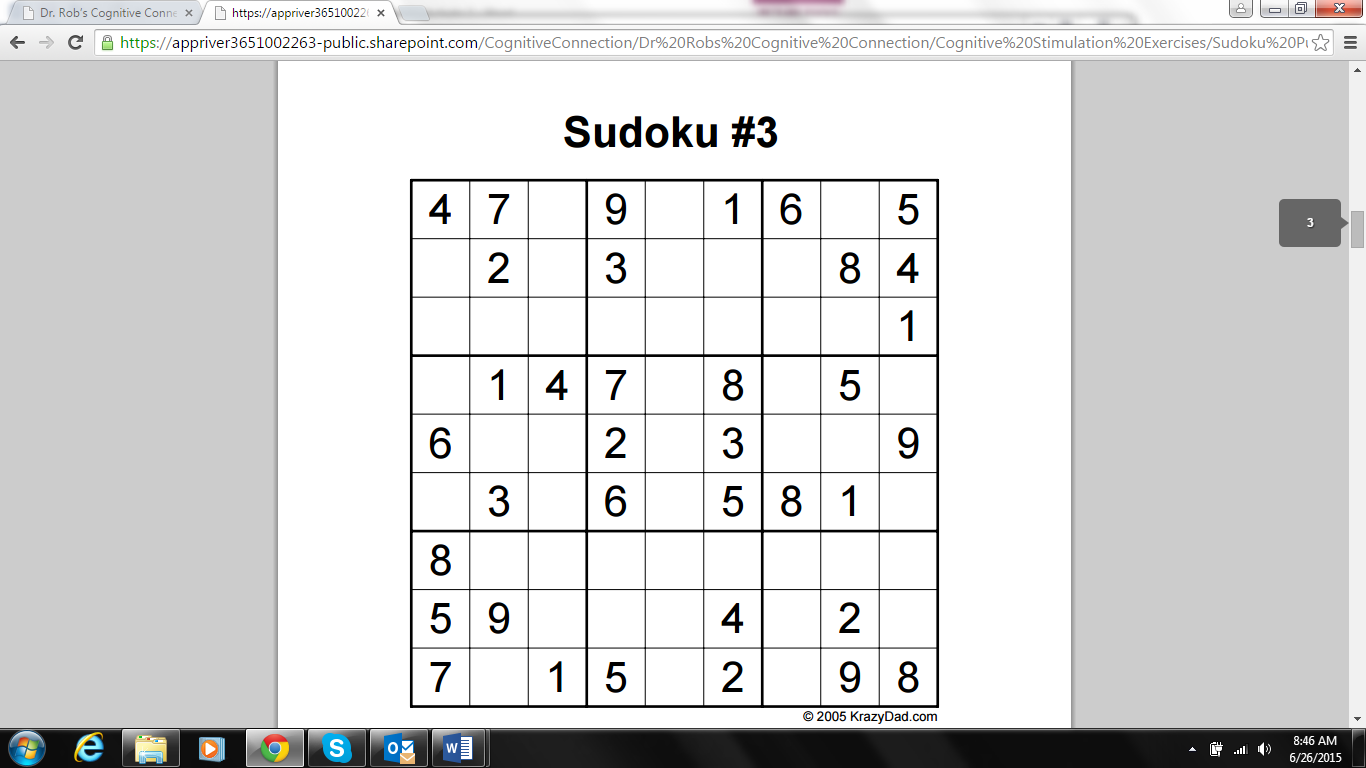 Dr. Rob's Cognitive Conne
https://appriver36510022
https://appriver3651002263-public.sharepoint.com/CognitiveConnection/Dr%20Robs%20Cognitive%20Connection/Cognitive%20Stimulation%20Exercises/Sudoku%20Pu
Sudoku #3
3
4 7 9 1 6 5
2 3 8 4
1
1 4 7 8 5
6 2 3 9
3 6 5 8 1
8
5 9 4 2
7 1 5 2 9 8
© 2005 KrazyDad.com
8:46 AM
6/26/2015